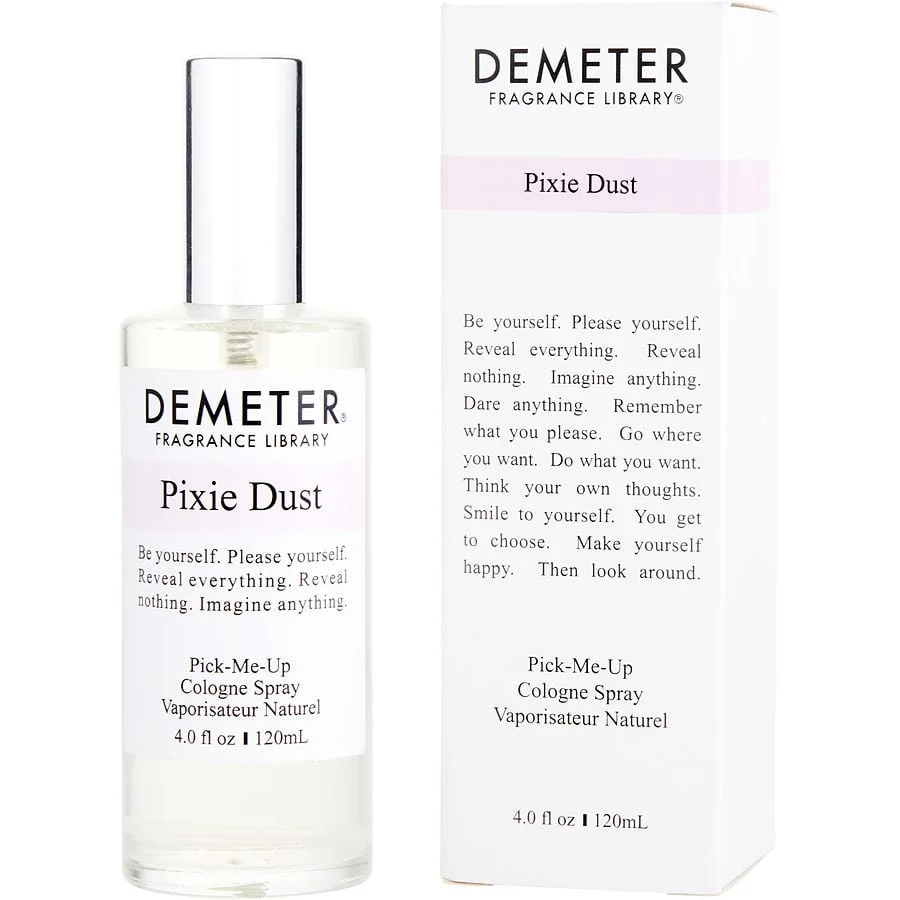 DEMETER®
FRAGRANCE LIBRARY
Pixie Dust
Be yourself. Please yourself.
Reveal everything. Reveal
nothing. Imagine anything.
Pick-Me-Up
Cologne Spray
Vaporisateur Naturel
4.0 fl oz ❙ 120mL
DEMETER
FRAGRANCE LIBRARY®
Pixie Dust
Be yourself. Please yourself.
Reveal everything. Reveal
nothing. Imagine anything.
Dare anything. Remember
what you please. Go where
you want. Do what you want.
Think your own thoughts.
Smile to yourself. You get
to choose. Make yourself
happy. Then look around.
Pick-Me-Up
Cologne Spray
Vaporisateur Naturel
4.0 fl oz ❙ 120mL